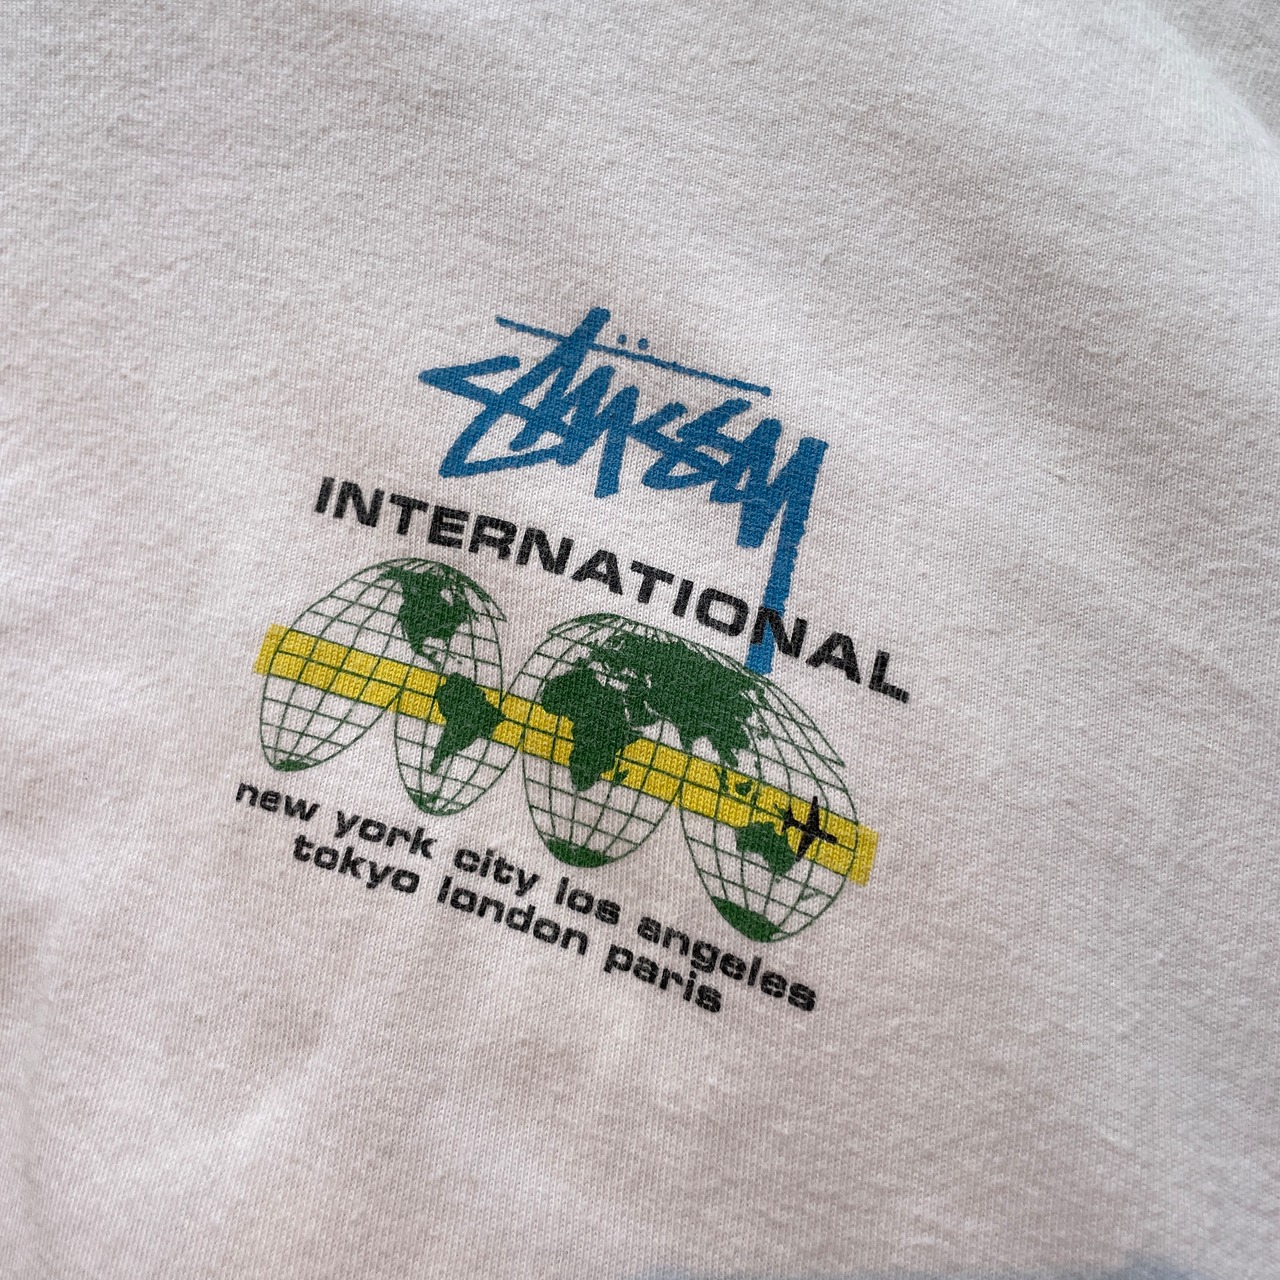 Stüssy
INTERNATIONAL
new york city los angeles
tokyo london paris